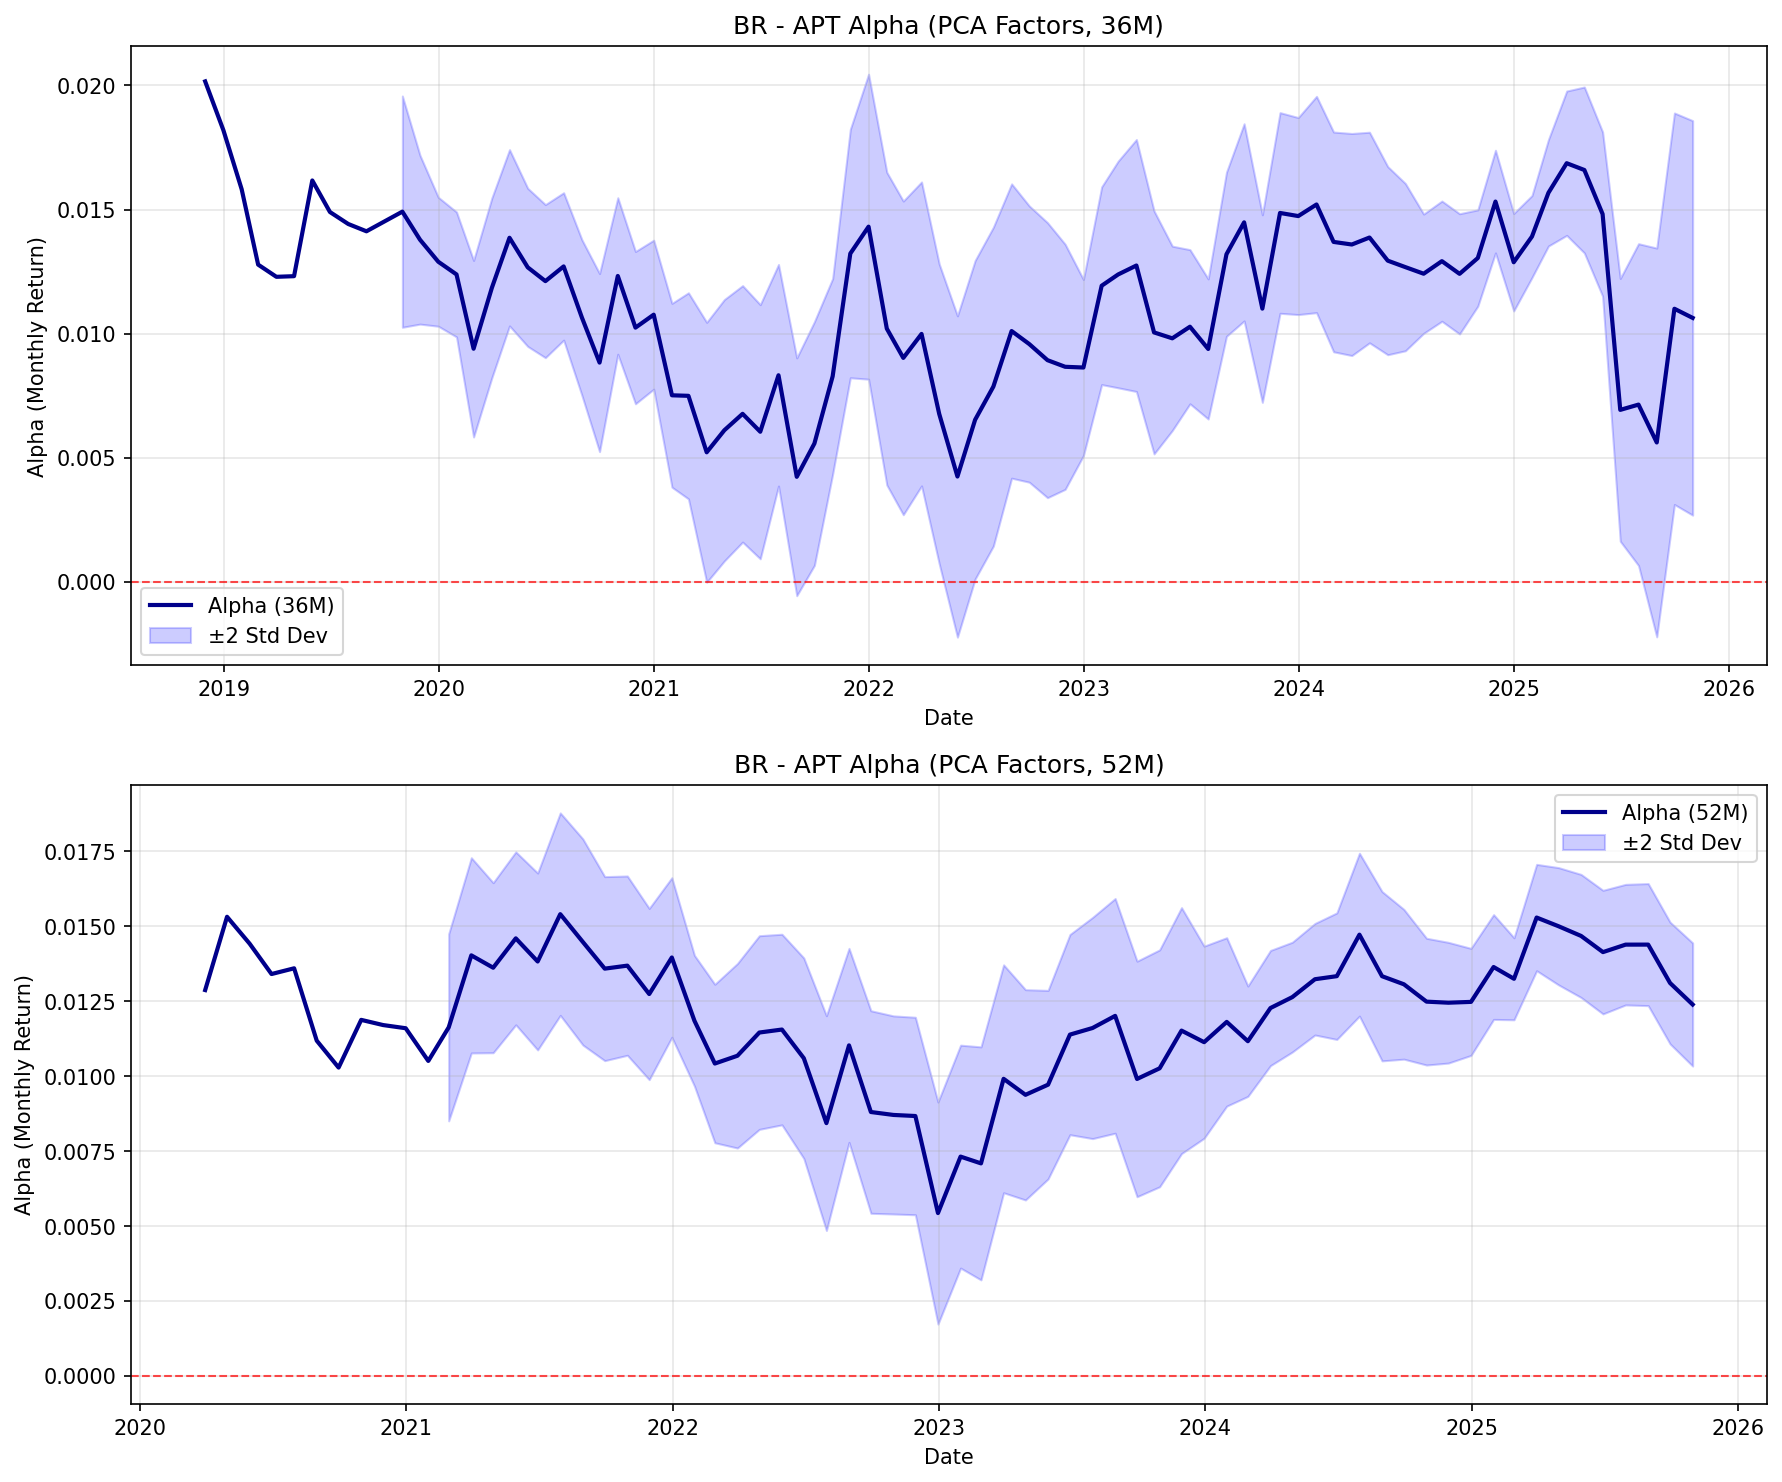 BR - APT Alpha (PCA Factors, 36M)
0.020
0.015
0.010
0.005
0.000
Alpha (Monthly Return)
Alpha (36M)
±2 Std Dev
2019 2020 2021 2022 2023 2024 2025 2026
Date
BR - APT Alpha (PCA Factors, 52M)
Alpha (52M)
±2 Std Dev
0.0175
0.0150
0.0125
0.0100
0.0075
0.0050
0.0025
0.0000
Alpha (Monthly Return)
2020 2021 2022 2023 2024 2025 2026
Date